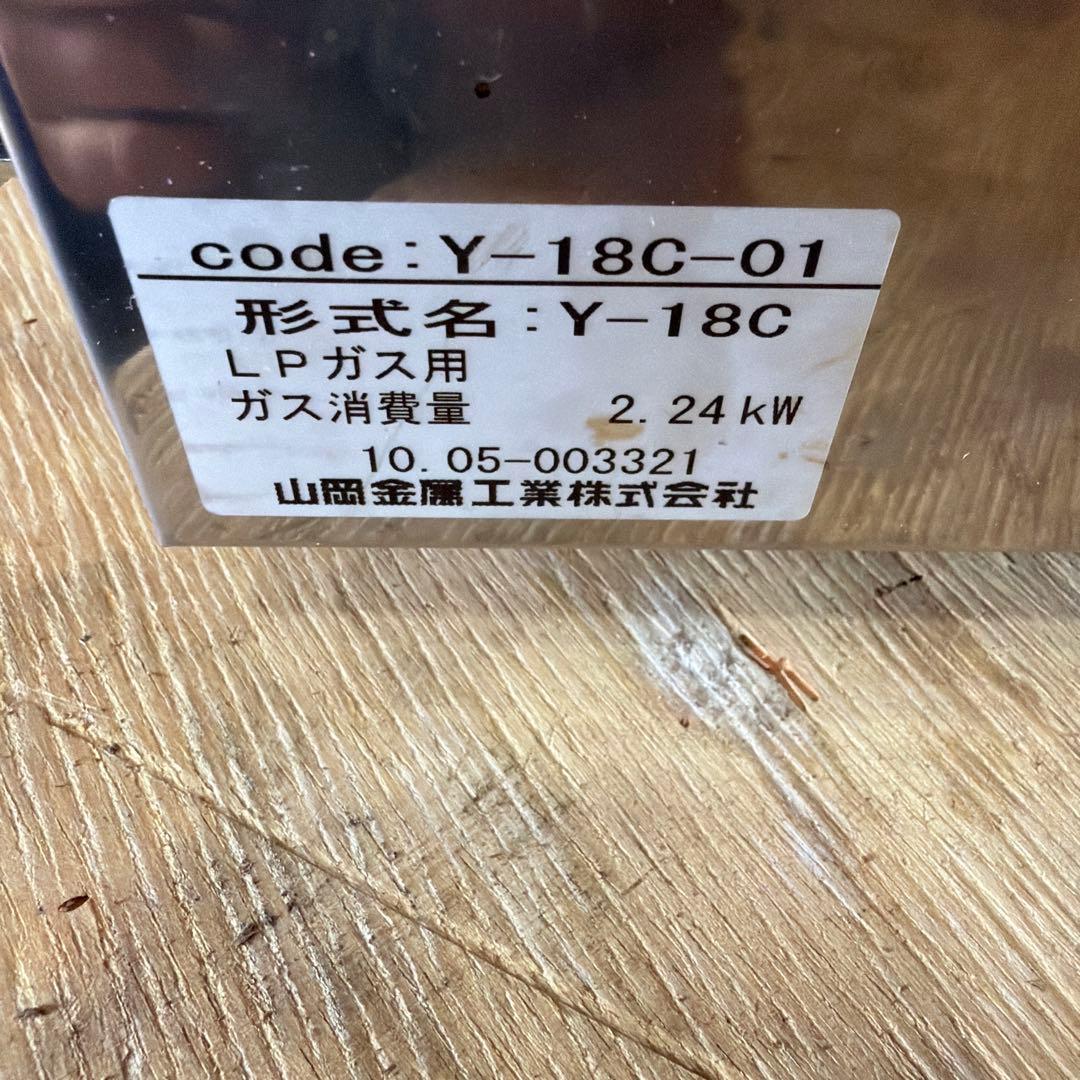 code:Y-18C-01
形式名:Y-18C
LPガス用
ガス消費量 2.24kW
10.05-003321
山岡金属工業株式会社